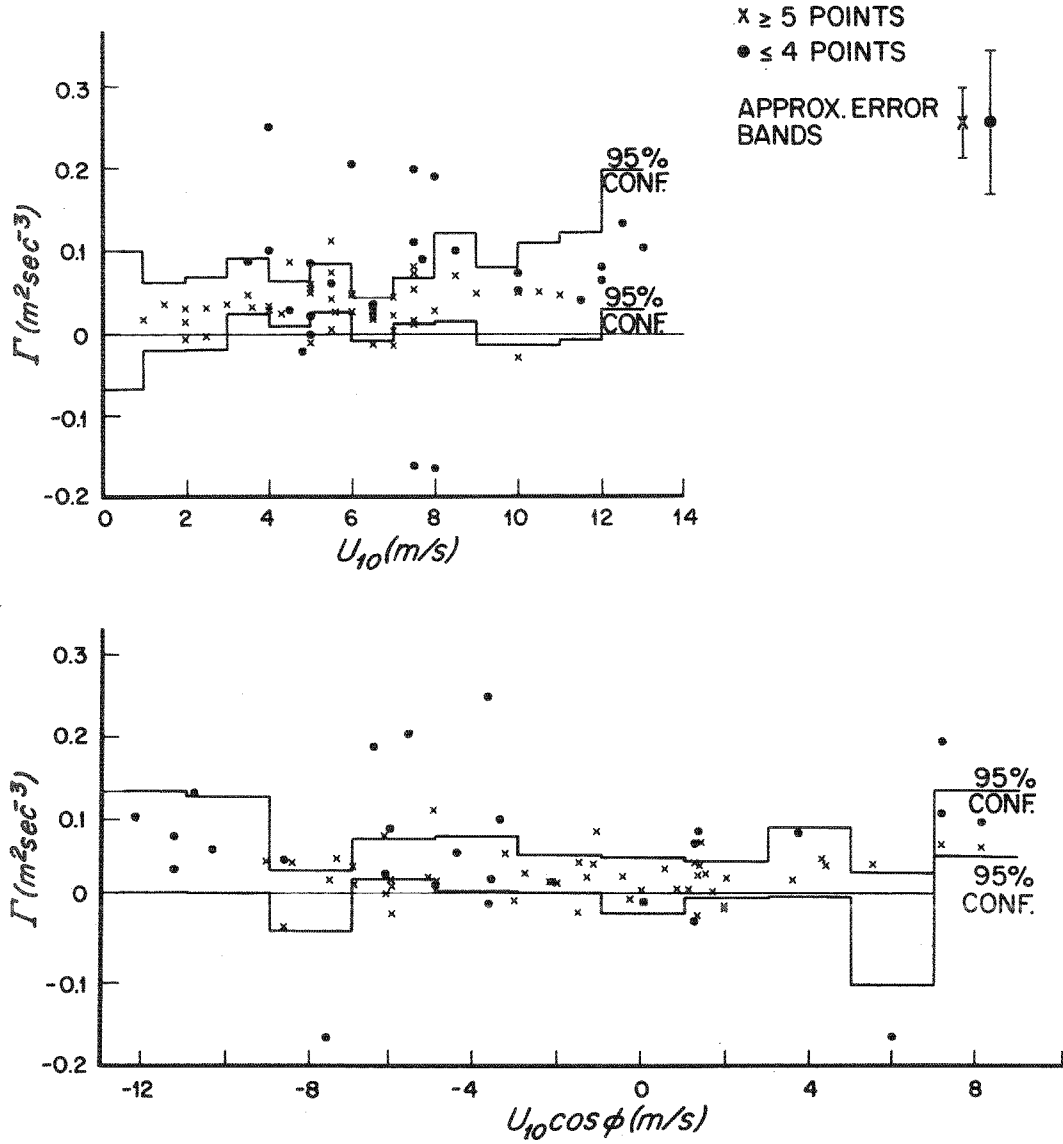 x ≥ 5 POINTS
● ≤ 4 POINTS
APPROX. ERROR
BANDS
0.3
0.2
0.1
0
-0.1
-0.2
Γ (m²sec⁻³)
95%
CONF.
95%
CONF.
0 2 4 6 8 10 12 14
U₁₀ (m/s)
0.3
0.2
0.1
0
-0.1
-0.2
Γ (m²sec⁻³)
95%
CONF.
95%
CONF.
-12 -8 -4 0 4 8
U₁₀ cos ϕ (m/s)